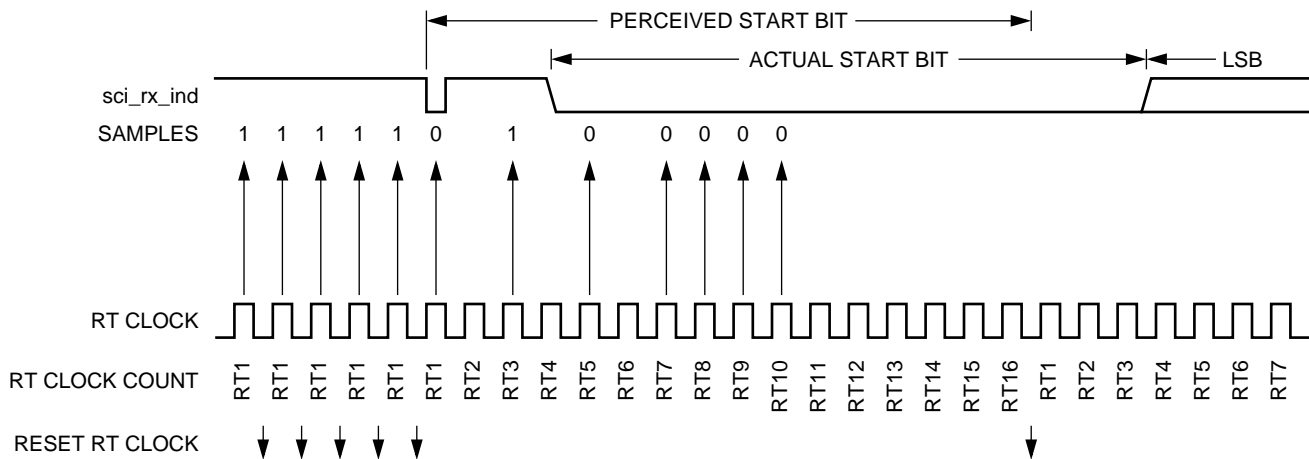 PERCEIVED START BIT
ACTUAL START BIT
LSB
sci_rx_ind
SAMPLES 1 1 1 1 1 0 1 0 0 0 0 0
RT CLOCK
RT CLOCK COUNT RT1 RT1 RT1 RT1 RT1 RT1 RT2 RT3 RT4 RT5 RT6 RT7 RT8 RT9 RT10 RT11 RT12 RT13 RT14 RT15 RT16 RT1 RT2 RT3 RT4 RT5 RT6 RT7
RESET RT CLOCK